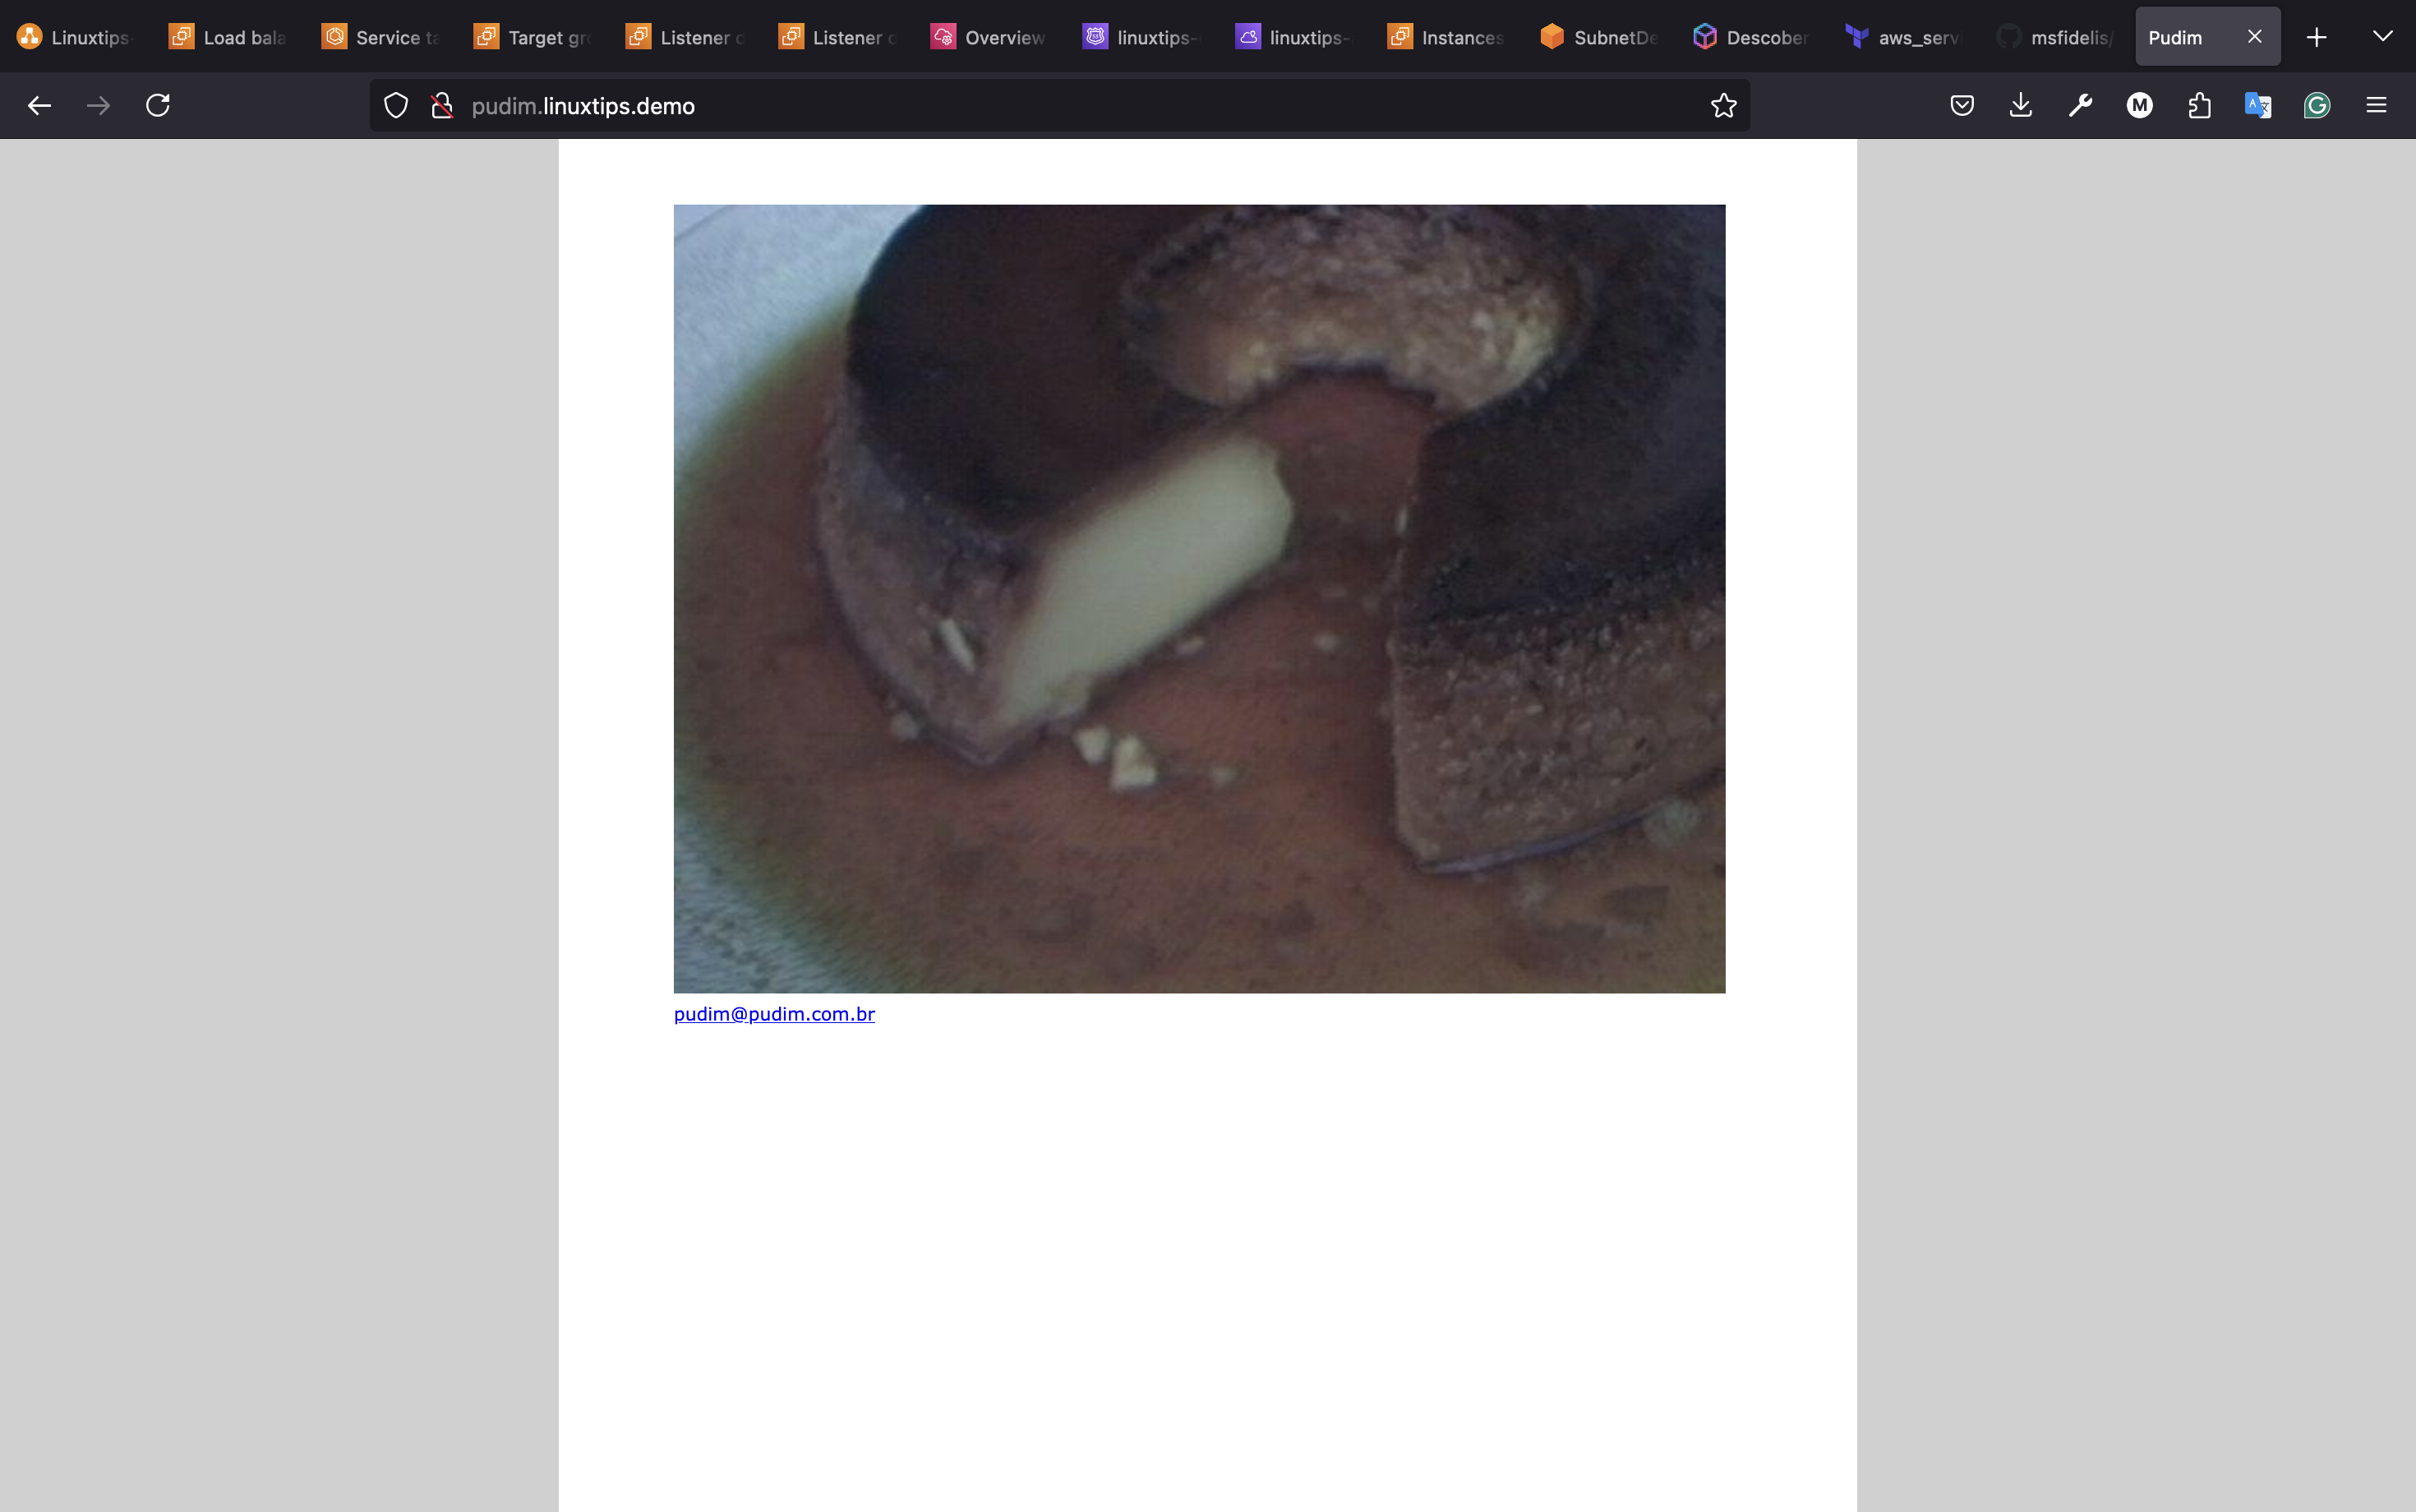 Linuxtips- Load bala Service ta Target gro Listener d Listener d Overview linuxtips- linuxtips- Instances SubnetDe Descober aws_serv msfidelis/ Pudim
pudim.linuxtips.demo
M
G
pudim@pudim.com.br